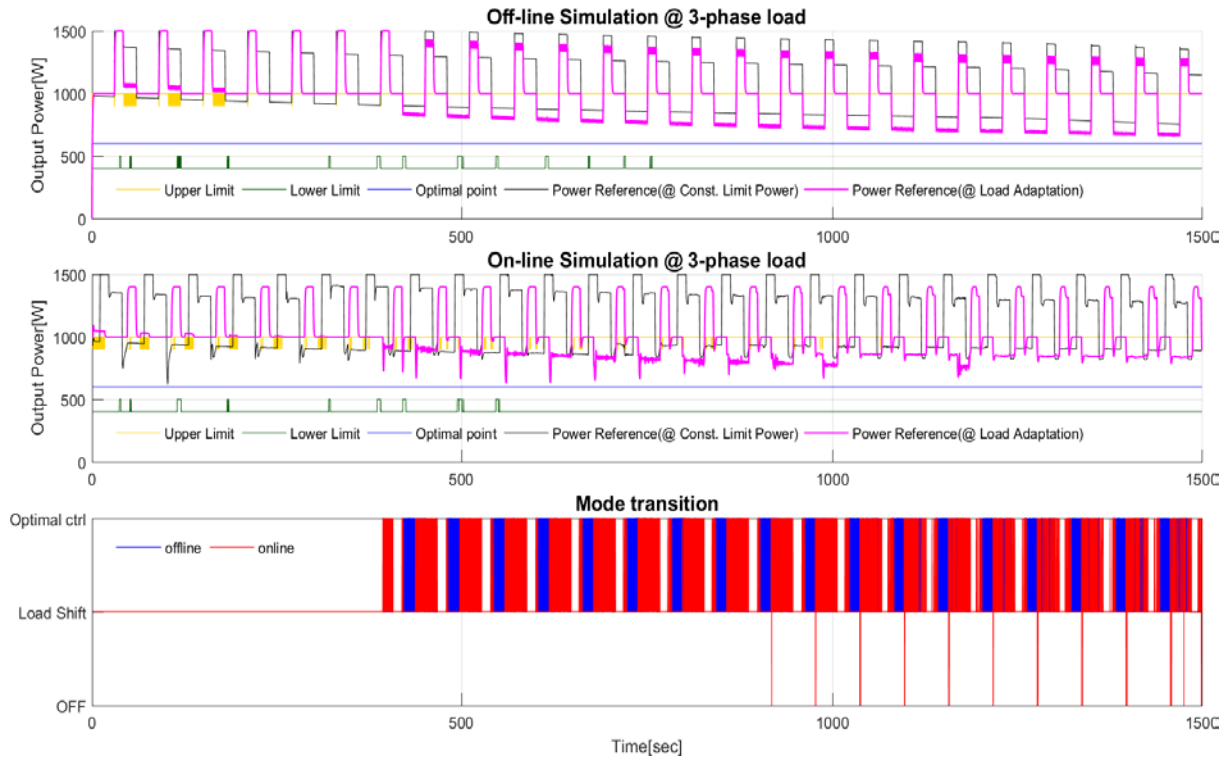 Off-line Simulation @ 3-phase load
Output Power[W]
1500
1000
500
0
Upper Limit Lower Limit Optimal point Power Reference(@ Const. Limit Power) Power Reference(@ Load Adaptation)
0 500 1000 1500
On-line Simulation @ 3-phase load
Output Power[W]
1500
1000
500
0
Upper Limit Lower Limit Optimal point Power Reference(@ Const. Limit Power) Power Reference(@ Load Adaptation)
0 500 1000 1500
Mode transition
Optimal ctrl
offline online
Load Shift
OFF
0 500 1000 1500
Time[sec]